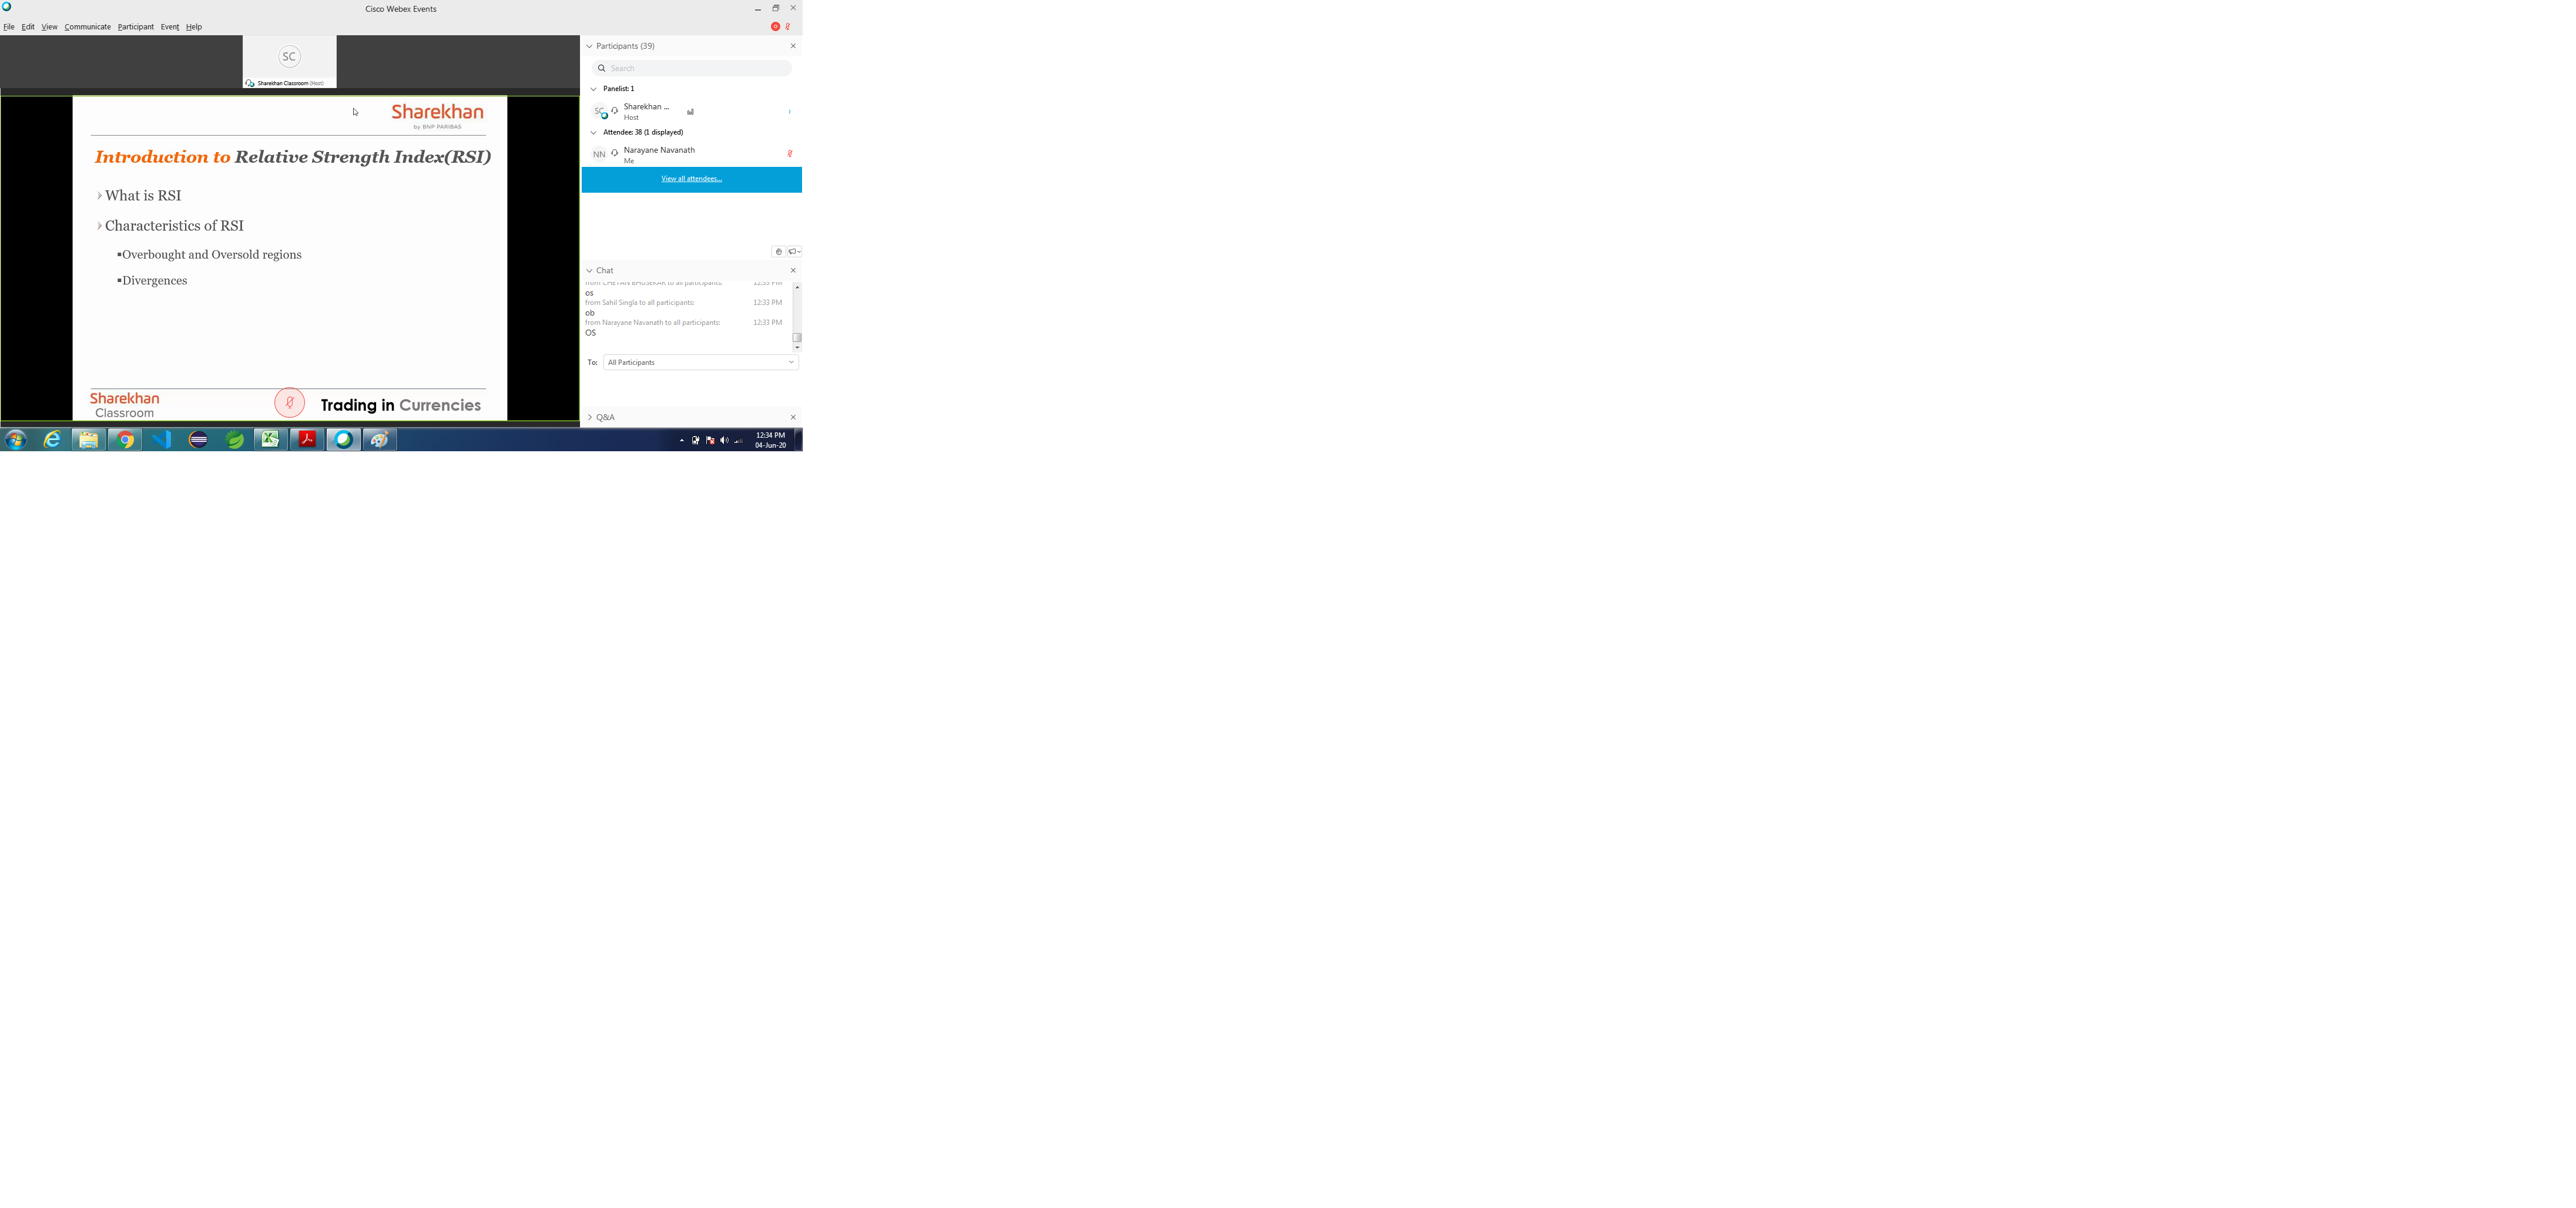 Cisco Webex Events
File Edit View Communicate Participant Event Help
SC
Sharekhan Classroom (Host)
Sharekhan
by BNP PARIBAS
Introduction to Relative Strength Index(RSI)
What is RSI
Characteristics of RSI
Overbought and Oversold regions
Divergences
Sharekhan
Classroom
Trading in Currencies
Participants (39)
Search
Panelist: 1
SC
Sharekhan ...
Host
Attendee: 38 (1 displayed)
NN
Narayane Navanath
Me
View all attendees...
Chat
from CHETAN BHUSEKAR to all participants: 12:33 PM
os
from Sahil Singla to all participants: 12:33 PM
ob
from Narayane Navanath to all participants: 12:33 PM
OS
To: All Participants
Q&A
12:34 PM
04-Jun-20